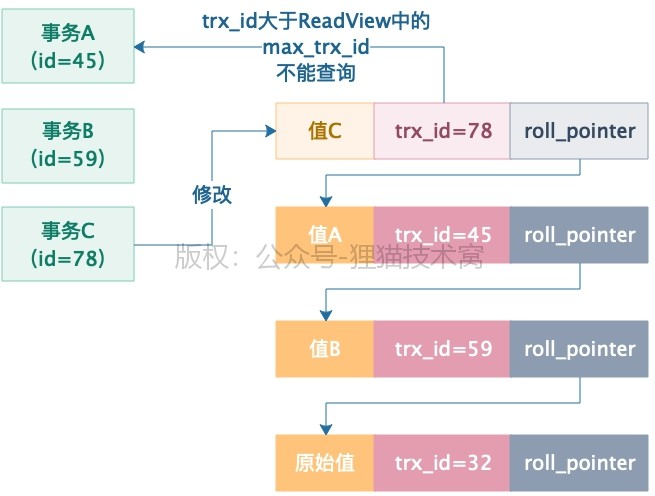 事务A
(id=45)
trx_id大于ReadView中的
max_trx_id
不能查询
事务B
(id=59)
值C
trx_id=78
roll_pointer
修改
事务C
(id=78)
值A
trx_id=45
roll_pointer
版权：公众号-狸猫技术窝
值B
trx_id=59
roll_pointer
原始值
trx_id=32
roll_pointer